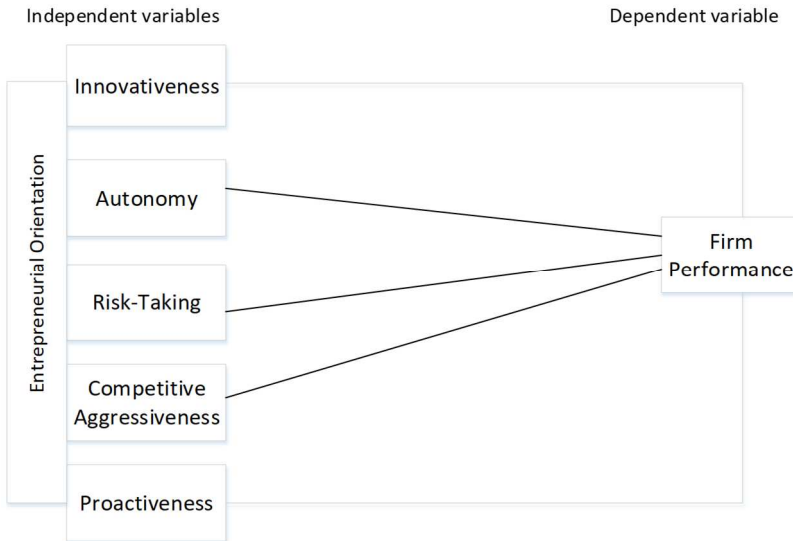 Independent variables
Dependent variable
Entrepreneurial Orientation
Innovativeness
Autonomy
Risk-Taking
Competitive
Aggressiveness
Proactiveness
Firm
Performance